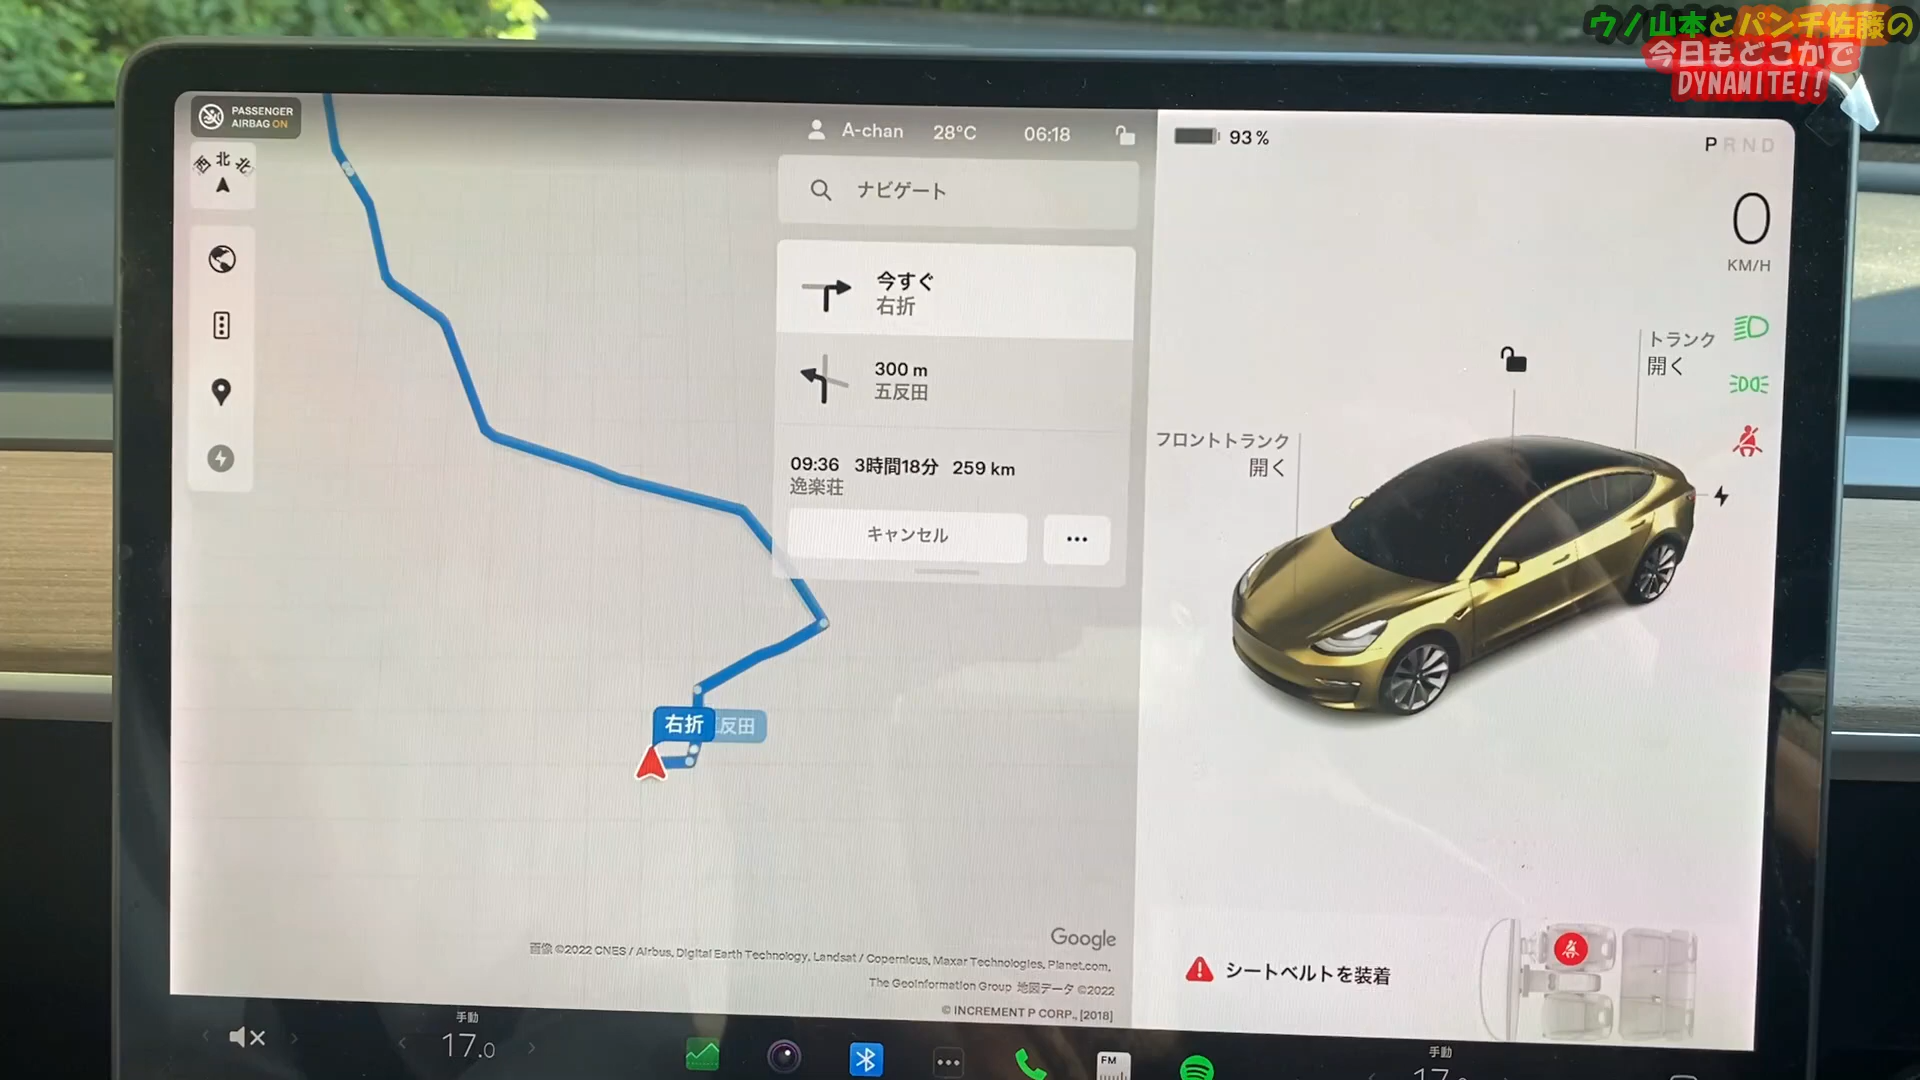 ウノ山本とパンチ佐藤の
今日もどこかで
DYNAMITE!!
PASSENGER
AIRBAG ON
西 北 北
A-chan 28°C 06:18
ナビゲート
今すぐ
右折
300 m
五反田
09:36 3時間18分 259 km
逸楽荘
キャンセル
右折
反田
Google
画像 ©2022 CNES / Airbus, Digital Earth Technology, Landsat / Copernicus, Maxar Technologies, Planet.com,
The GeoInformation Group 地図データ ©2022
© INCREMENT P CORP., [2018]
93 %
P R N D
0
KM/H
トランク
開く
フロントトランク
開く
シートベルトを装着
手動
17.0
FM
手動